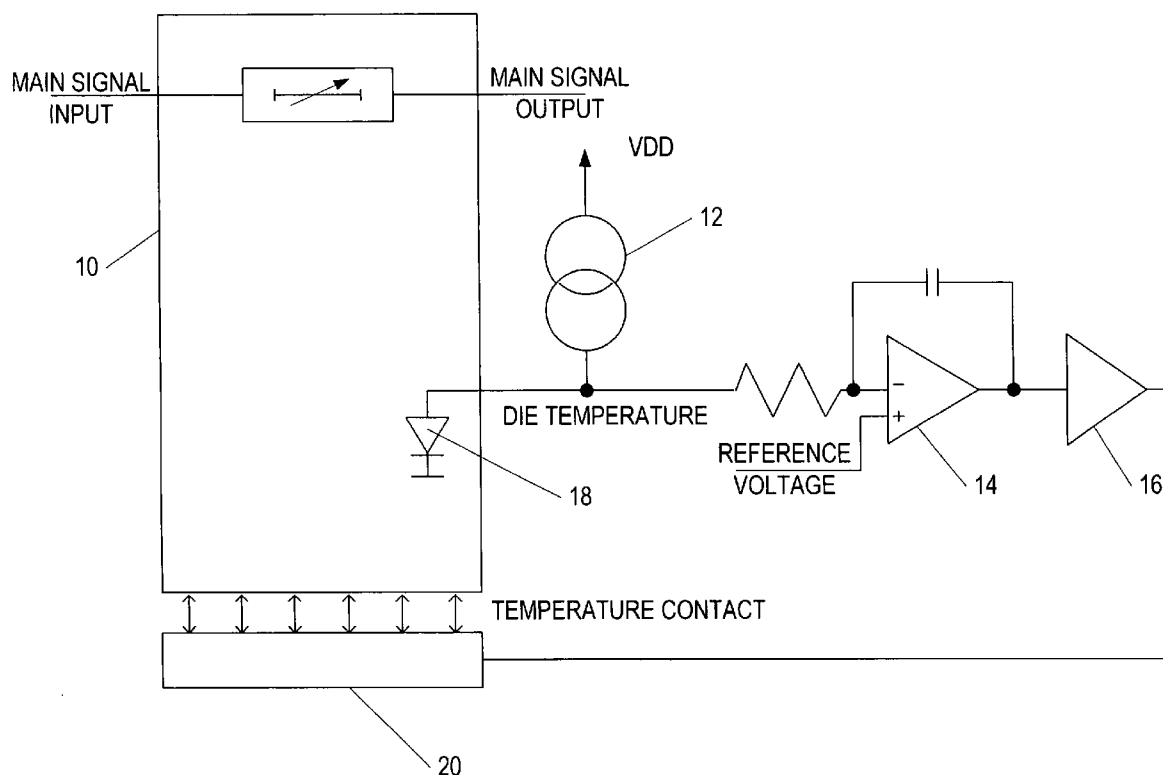 MAIN SIGNAL
INPUT
MAIN SIGNAL
OUTPUT
VDD
12
10
DIE TEMPERATURE
-
+
REFERENCE
VOLTAGE
18
14
16
TEMPERATURE CONTACT
20